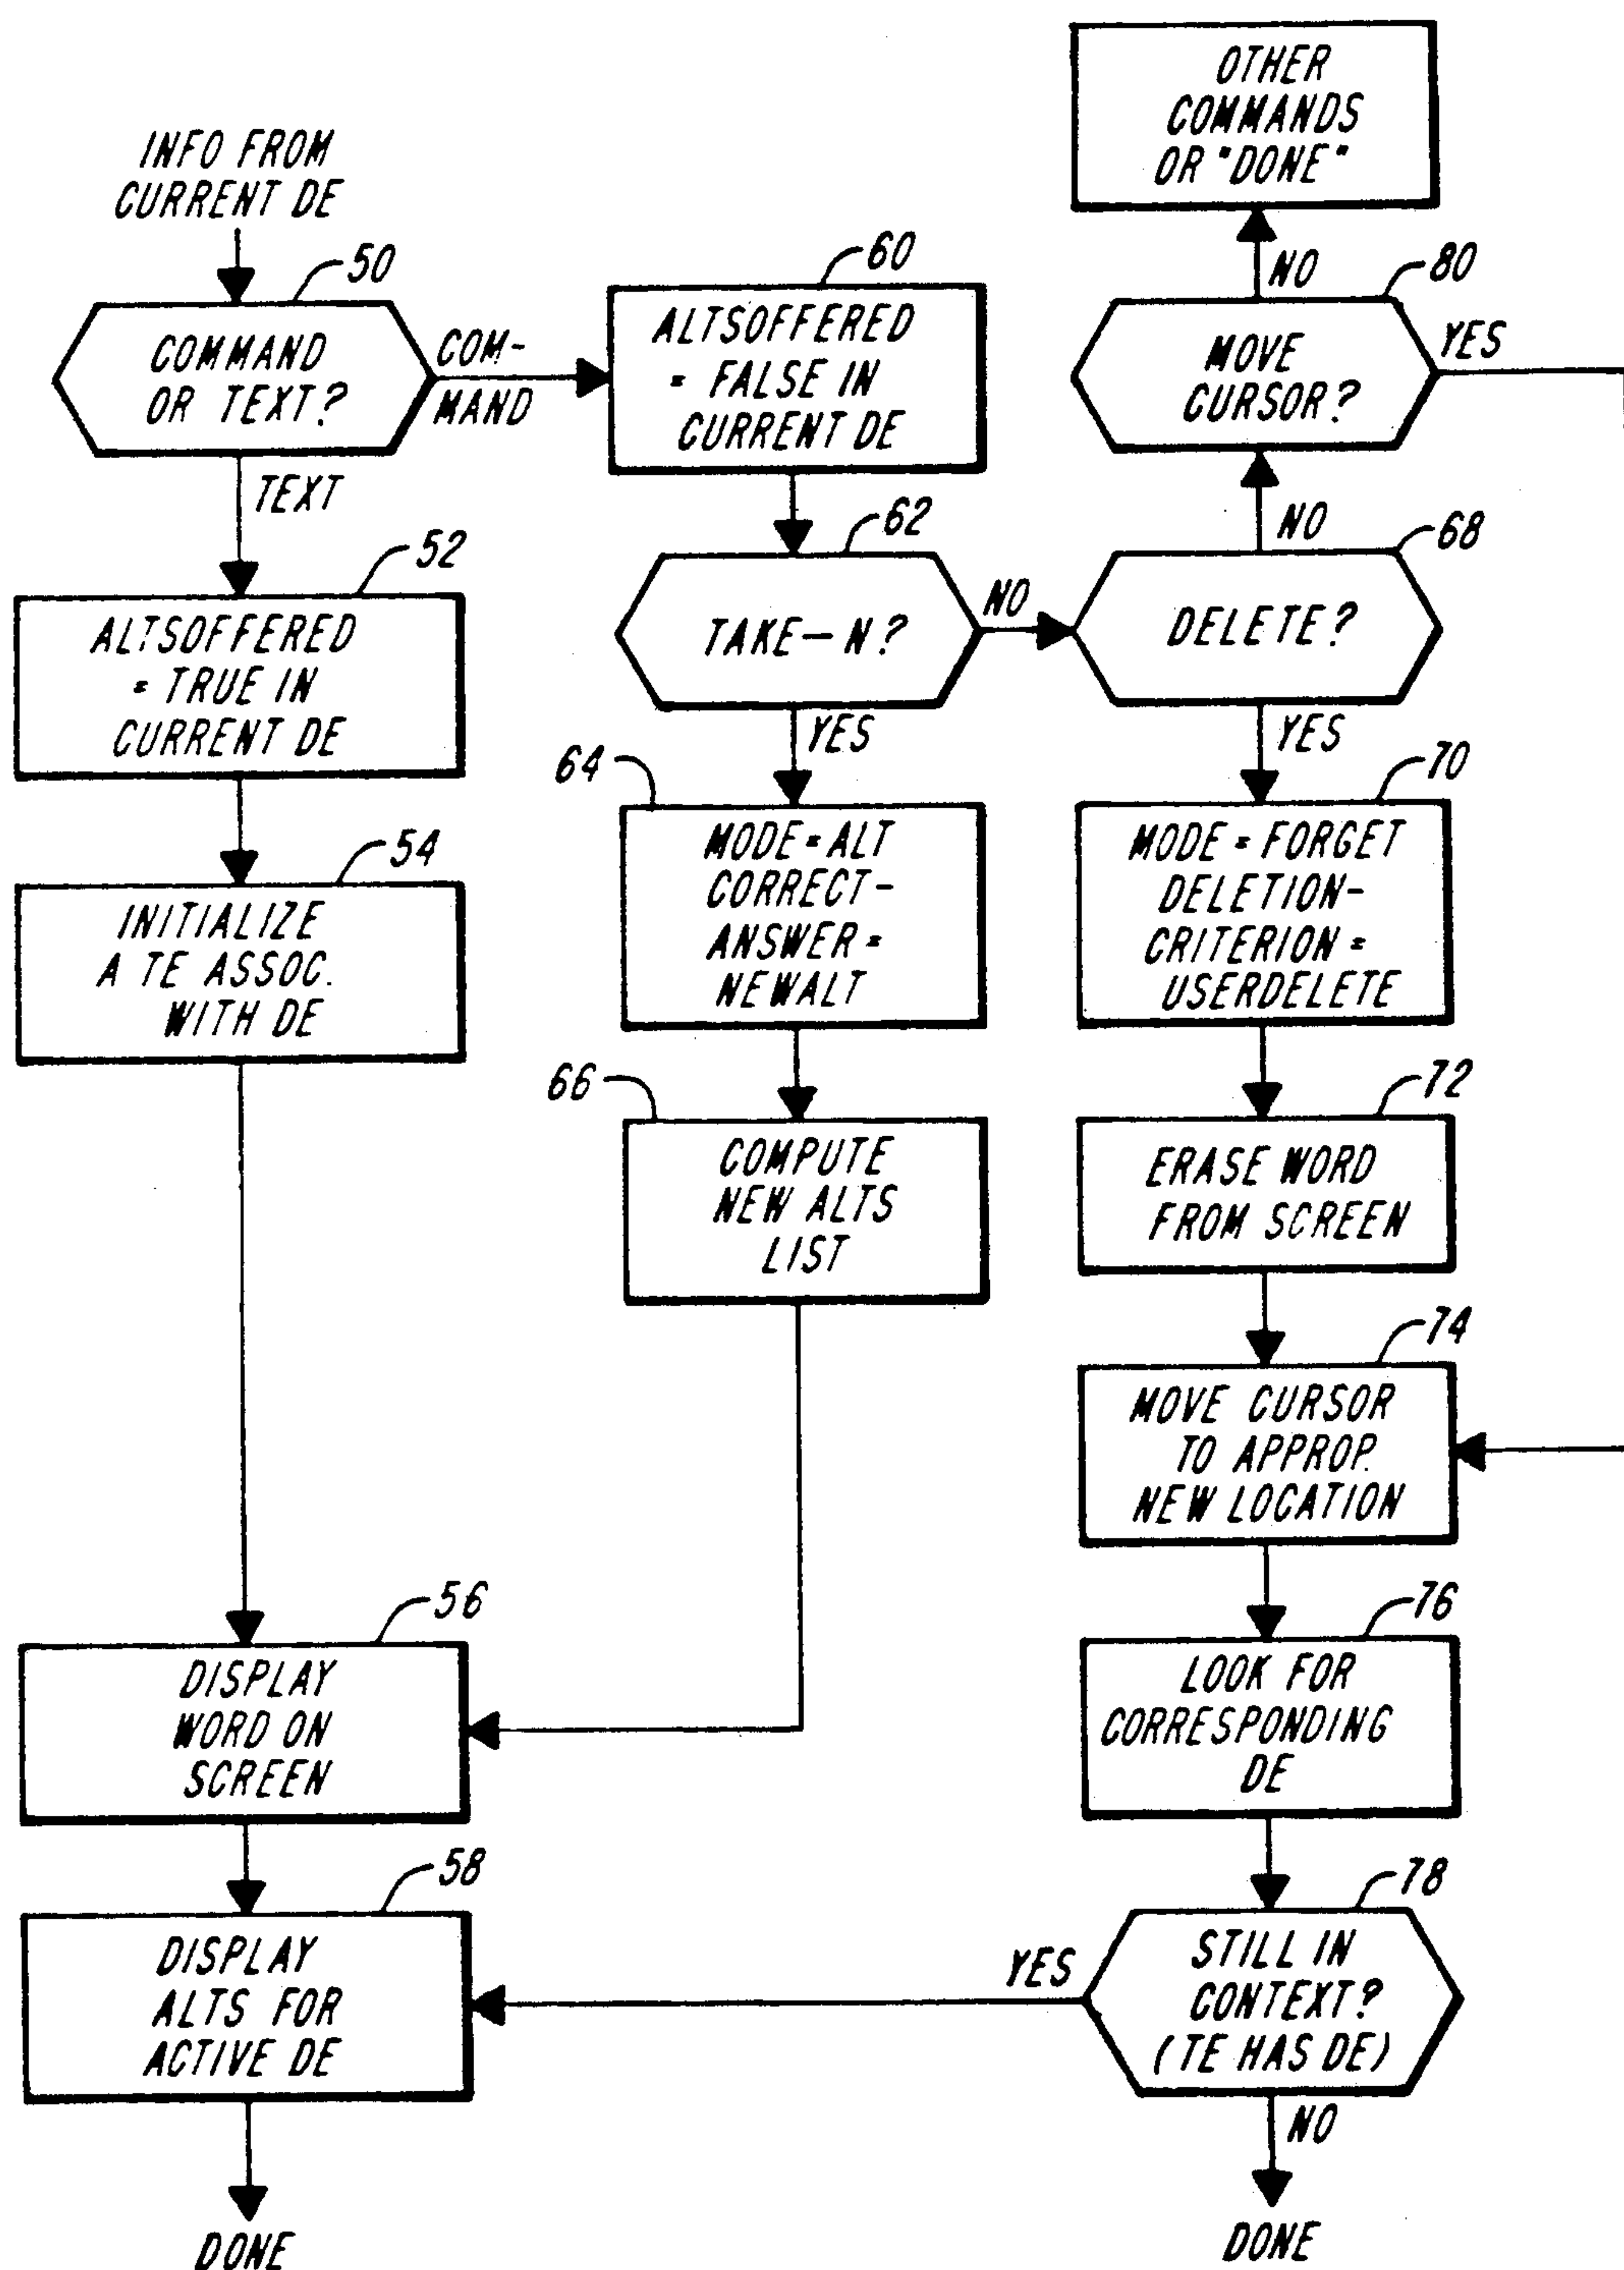 INFO FROM
CURRENT DE
50
COMMAND
OR TEXT?
COM-
MAND
TEXT
52
ALTSOFFERED
= TRUE IN
CURRENT DE
54
INITIALIZE
A TE ASSOC.
WITH DE
56
DISPLAY
WORD ON
SCREEN
58
DISPLAY
ALTS FOR
ACTIVE DE
DONE
60
ALTSOFFERED
= FALSE IN
CURRENT DE
62
TAKE-N?
NO
YES
64
MODE=ALT
CORRECT-
ANSWER=
NEWALT
66
COMPUTE
NEW ALTS
LIST
OTHER
COMMANDS
OR "DONE"
NO
80
MOVE
CURSOR?
YES
NO
68
DELETE?
YES
70
MODE=FORGET
DELETION-
CRITERION=
USERDELETE
72
ERASE WORD
FROM SCREEN
74
MOVE CURSOR
TO APPROP.
NEW LOCATION
76
LOOK FOR
CORRESPONDING
DE
78
STILL IN
CONTEXT?
(TE HAS DE)
YES
NO
DONE